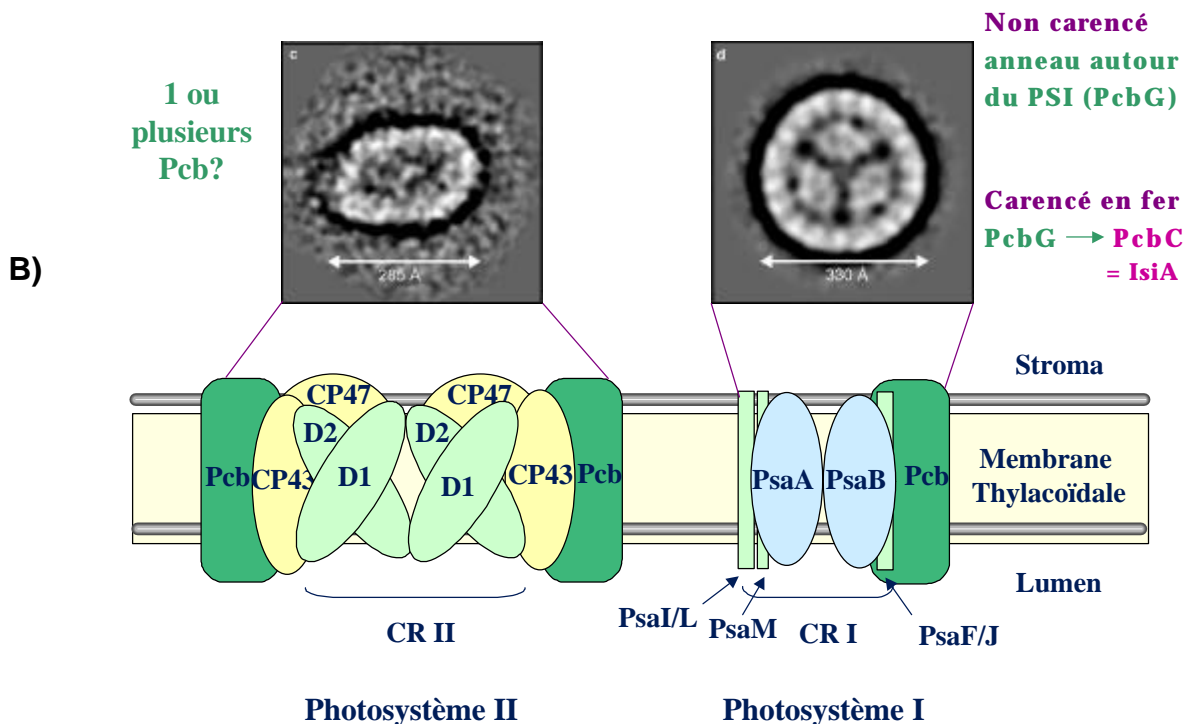 c
d
1 ou
plusieurs
Pcb?
285 Å
330 Å
Non carencé
anneau autour
du PSI (PcbG)
Carencé en fer
PcbG → PcbC
= IsiA
B)
Stroma
CP47
CP47
D2
D2
Pcb
CP43
D1
D1
CP43
Pcb
PsaA
PsaB
Pcb
Membrane
Thylacoïdale
Lumen
PsaI/L
PsaM
CR I
PsaF/J
CR II
Photosystème II
Photosystème I